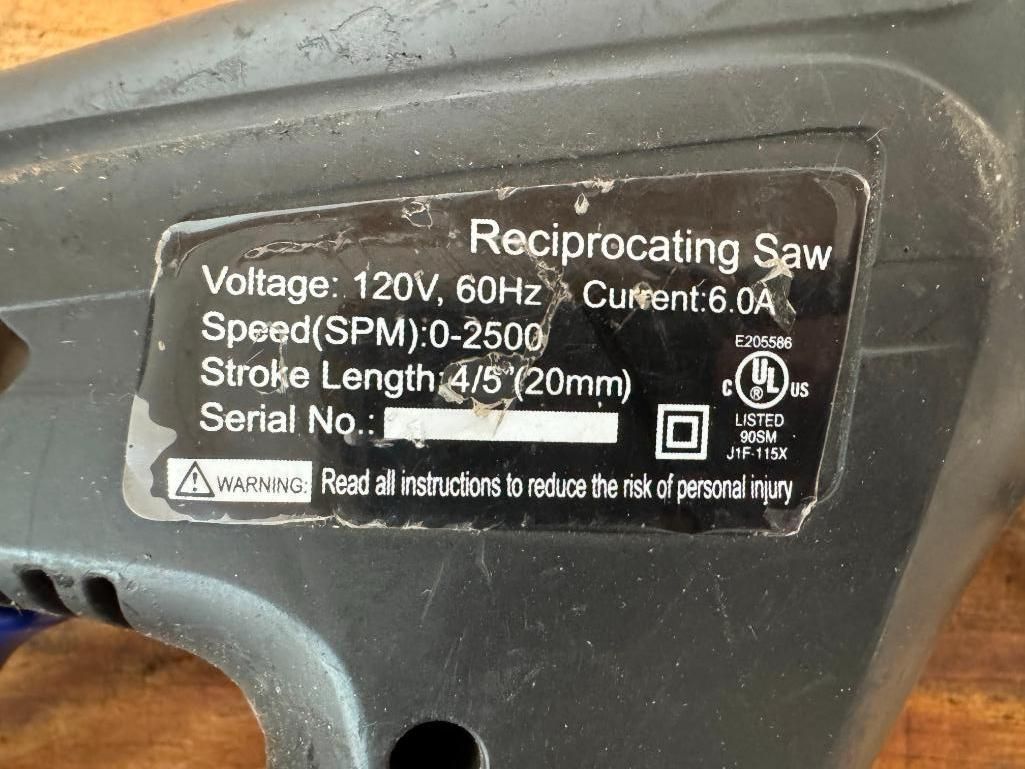 Reciprocating Saw
Voltage: 120V, 60Hz Current:6.0A
Speed(SPM):0-2500
Stroke Length:4/5"(20mm)
Serial No.:
E205586
C UL ® US
LISTED
90SM
J1F-115X
WARNING: Read all instructions to reduce the risk of personal injury